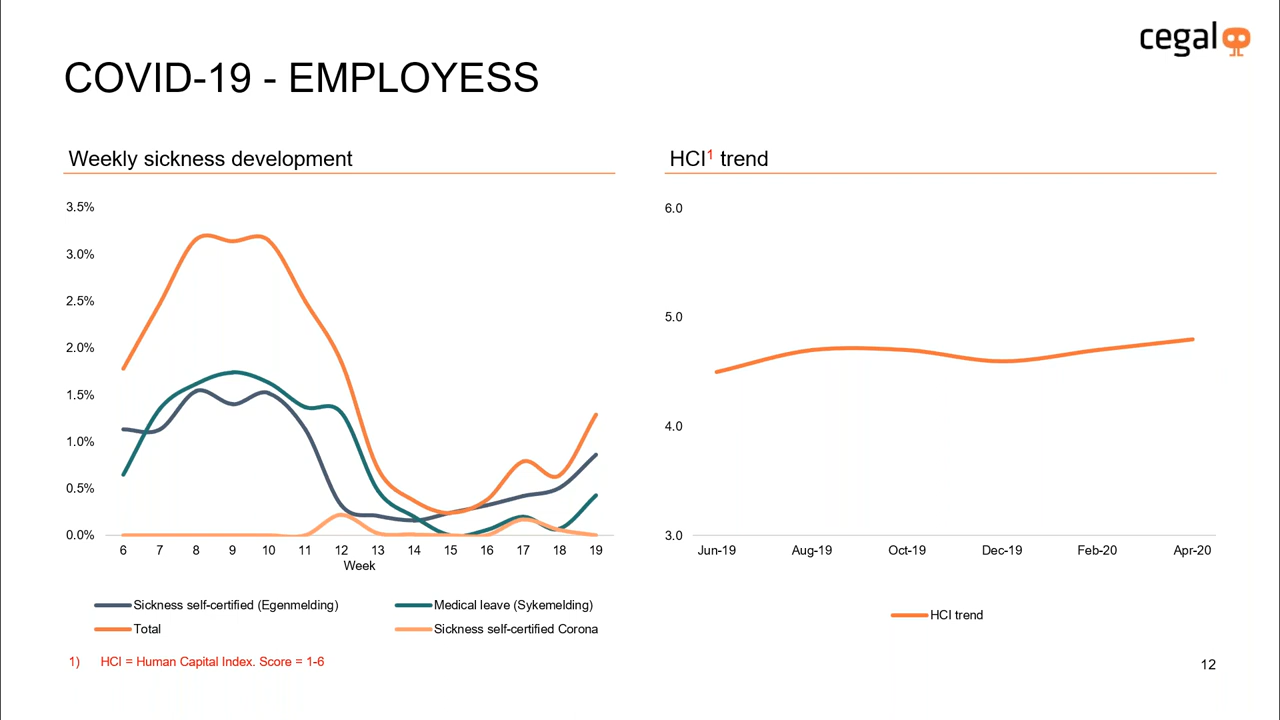 cegal
COVID-19 - EMPLOYESS
Weekly sickness development
3.5%
3.0%
2.5%
2.0%
1.5%
1.0%
0.5%
0.0%
6 7 8 9 10 11 12 13 14 15 16 17 18 19
Week
Sickness self-certified (Egenmelding) Medical leave (Sykemelding)
Total Sickness self-certified Corona
1) HCI = Human Capital Index. Score = 1-6
HCI1 trend
6.0
5.0
4.0
3.0
Jun-19 Aug-19 Oct-19 Dec-19 Feb-20 Apr-20
HCI trend
12